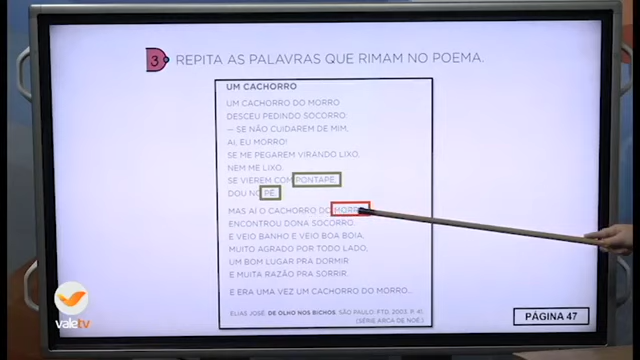 3 REPITA AS PALAVRAS QUE RIMAM NO POEMA.
UM CACHORRO
UM CACHORRO DO MORRO
DESCEU PEDINDO SOCORRO:
— SE NÃO CUIDAREM DE MIM,
AI, EU MORRO!
SE ME PEGAREM VIRANDO LIXO,
NEM ME LIXO.
SE VIEREM COM PONTAPÉ,
DOU NO PÉ.
MAS AÍ O CACHORRO DO
ENCONTROU DONA SOCORRO.
E VEIO BANHO E VEIO BOA BOIA,
MUITO AGRADO POR TODO LADO,
UM BOM LUGAR PRA DORMIR
E MUITA RAZÃO PRA SORRIR.
E ERA UMA VEZ UM CACHORRO DO MORRO...
ELIAS JOSÉ. DE OLHO NOS BICHOS. SÃO PAULO: FTD. 2003. P. 41.
(SÉRIE ARCA DE NOÉ.)
PÁGINA 47
valetv